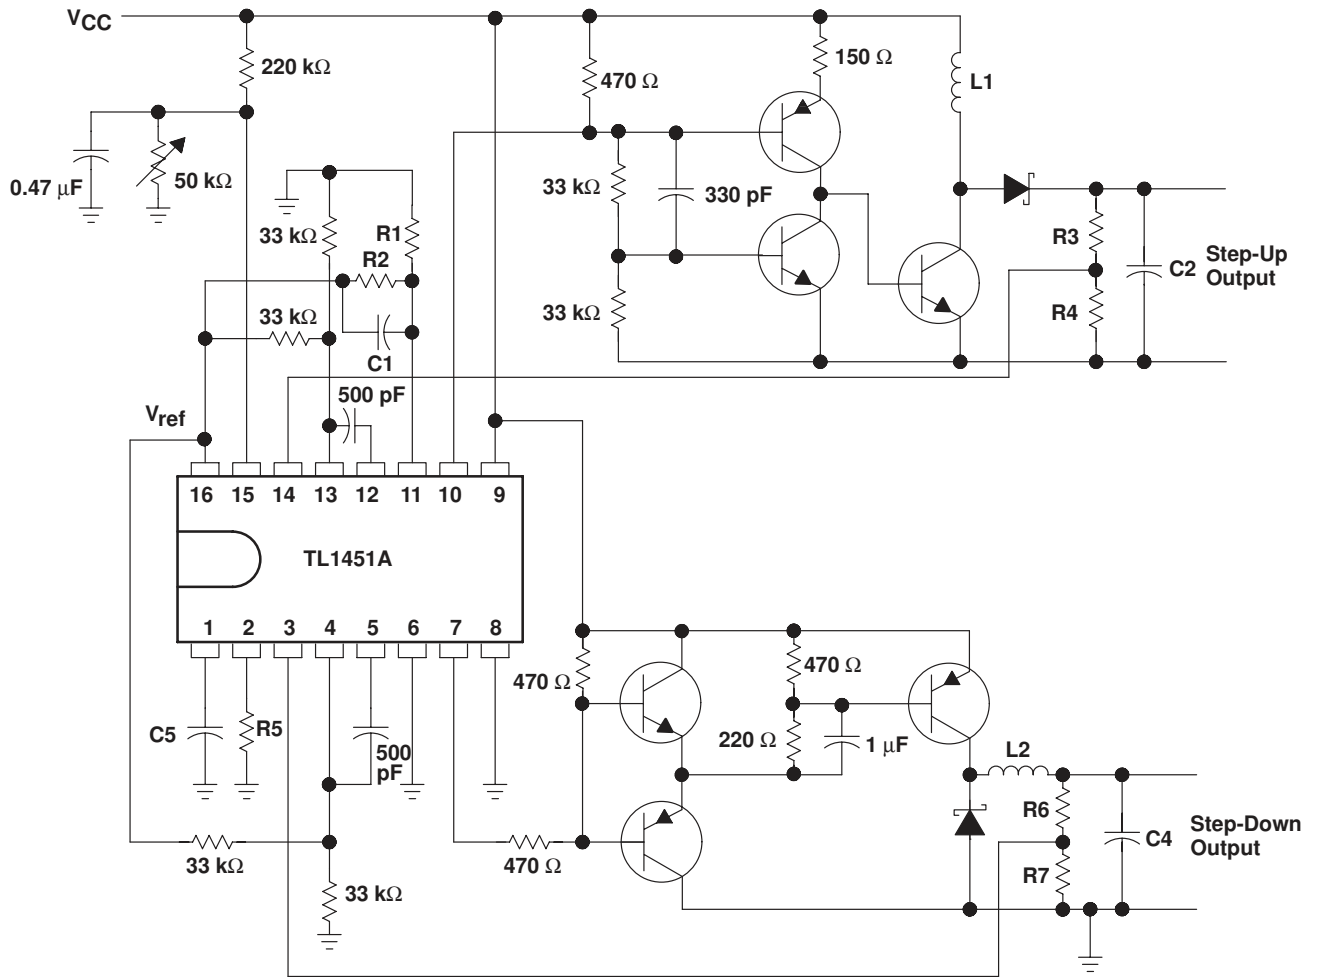 VCC
220 kΩ
470 Ω
150 Ω
L1
0.47 μF
50 kΩ
33 kΩ
330 pF
33 kΩ
R1
R2
R3
C2
Step-Up
Output
33 kΩ
33 kΩ
R4
C1
500 pF
Vref
16 15 14 13 12 11 10 9
TL1451A
1 2 3 4 5 6 7 8
470 Ω
470 Ω
C5
R5
500
pF
220 Ω
1 μF
L2
R6
Step-Down
Output
C4
33 kΩ
470 Ω
R7
33 kΩ